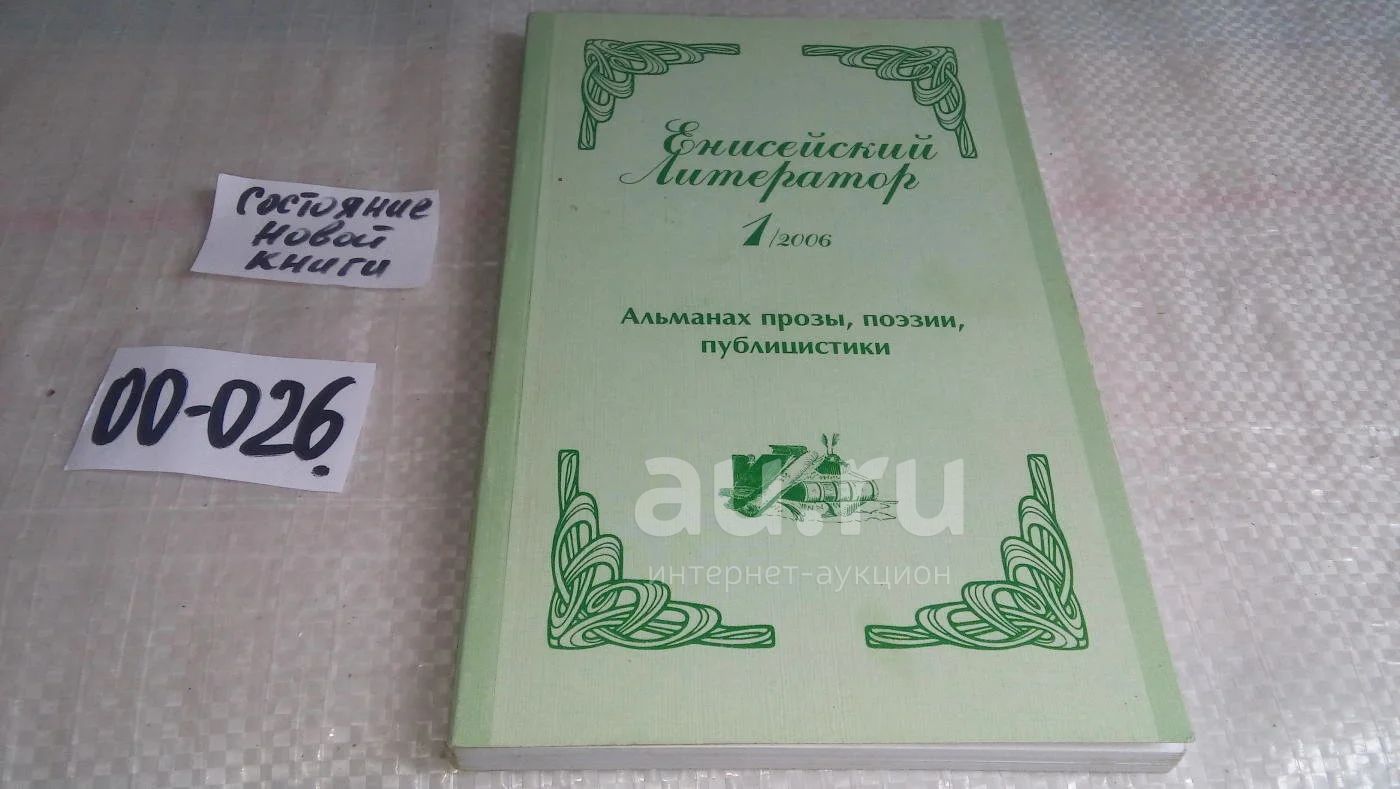 Состояние
Новой
книги
00-026.
Енисейский
Литератор
1/2006
Альманах прозы, поэзии,
публицистики
au.ru
интернет-аукцион